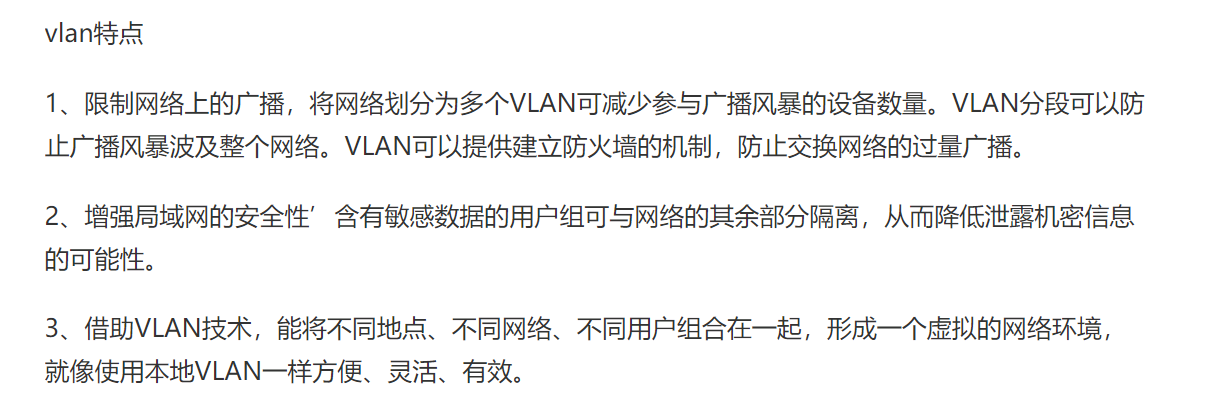 vlan特点
1、限制网络上的广播，将网络划分为多个VLAN可减少参与广播风暴的设备数量。VLAN分段可以防
止广播风暴波及整个网络。VLAN可以提供建立防火墙的机制，防止交换网络的过量广播。
2、增强局域网的安全性’含有敏感数据的用户组可与网络的其余部分隔离，从而降低泄露机密信息
的可能性。
3、借助VLAN技术，能将不同地点、不同网络、不同用户组合在一起，形成一个虚拟的网络环境，
就像使用本地VLAN一样方便、灵活、有效。